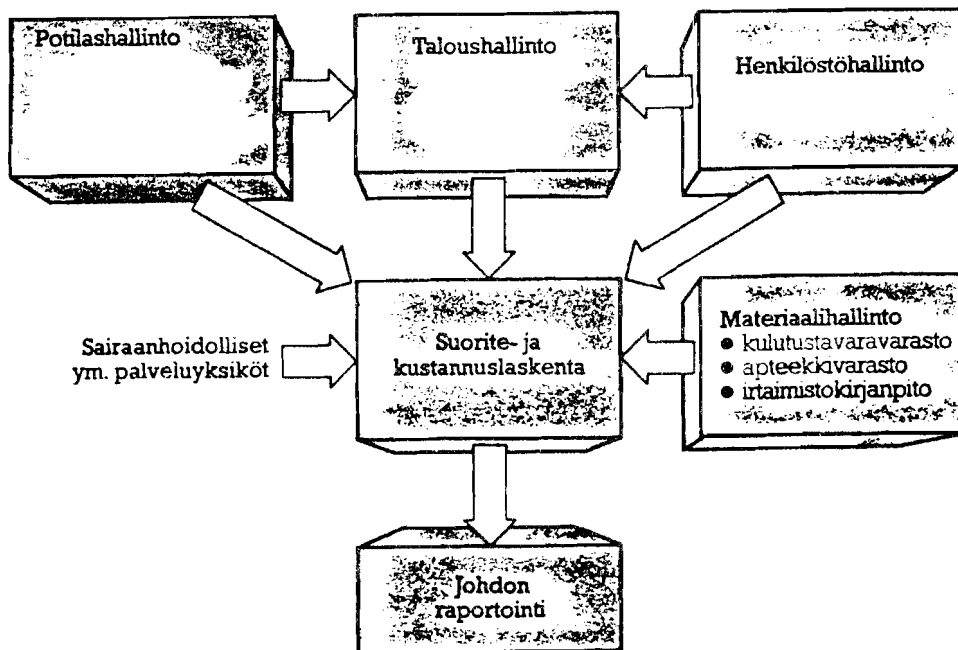 Potilashallinto
Taloushallinto
Henkilöstöhallinto
Sairaanhoidolliset
ym. palveluyksiköt
Suorite- ja
kustannuslaskenta
Materiaalihallinto
● kulutustavaravarasto
● apteekkivarasto
● irtaimistokirjanpito
Johdon
raportointi